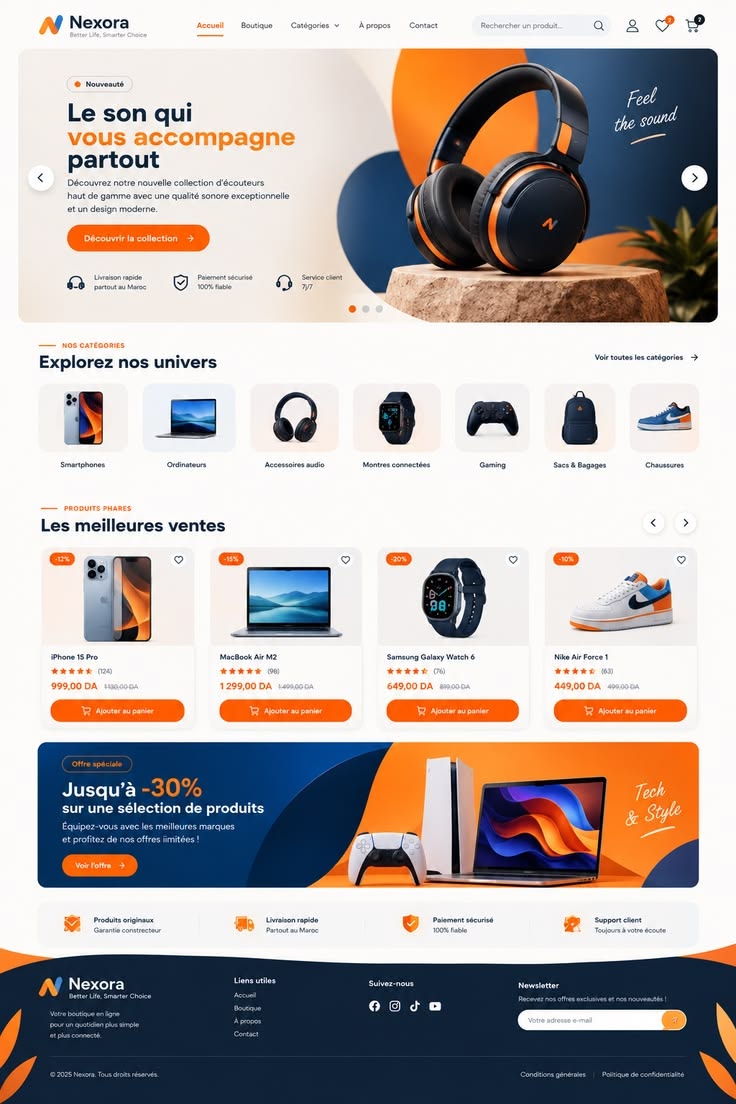 Nexora
Better Life, Smarter Choice
Accueil
Boutique
Catégories
À propos
Contact
Rechercher un produit...
2
Nouveauté
Le son qui
vous accompagne
partout
Découvrez notre nouvelle collection d'écouteurs
haut de gamme avec une qualité sonore exceptionnelle
et un design moderne.
Découvrir la collection
Livraison rapide
partout au Maroc
Paiement sécurisé
100% fiable
Service client
7j/7
Feel
the sound
NOS CATÉGORIES
Explorez nos univers
Voir toutes les catégories
Smartphones
Ordinateurs
Accessoires audio
Montres connectées
Gaming
Sacs & Bagages
Chaussures
PRODUITS PHARES
Les meilleures ventes
-12%
-15%
-20%
-10%
iPhone 15 Pro
(124)
999,00 DA
1 130,00 DA
Ajouter au panier
MacBook Air M2
(98)
1 299,00 DA
1.499,00 DA
Ajouter au panier
Samsung Galaxy Watch 6
(76)
649,00 DA
819,00 DA
Ajouter au panier
Nike Air Force 1
(63)
449,00 DA
499,00 DA
Ajouter au panier
Offre spéciale
Jusqu'à -30%
sur une sélection de produits
Équipez-vous avec les meilleures marques
et profitez de nos offres iimitées !
Voir l'offre
Tech
& Style
Produits originaux
Garantie constrecteur
Livraison rapide
Partout au Maroc
Paiement sécurisé
100% fiable
Support client
Toujours à votre écoute
Nexora
Better Life, Smarter Choice
Votre boutique en ligne
pour un quotidien plus simple
et plus connecté.
Liens utiles
Accueil
Boutique
À propos
Contact
Suivez-nous
Newsletter
Recevez nos offres exclusives et nos nouveautés !
Votre adresse e-mail
© 2025 Nexora. Tous droits réservés.
Conditions générales
Politique de confidentialité